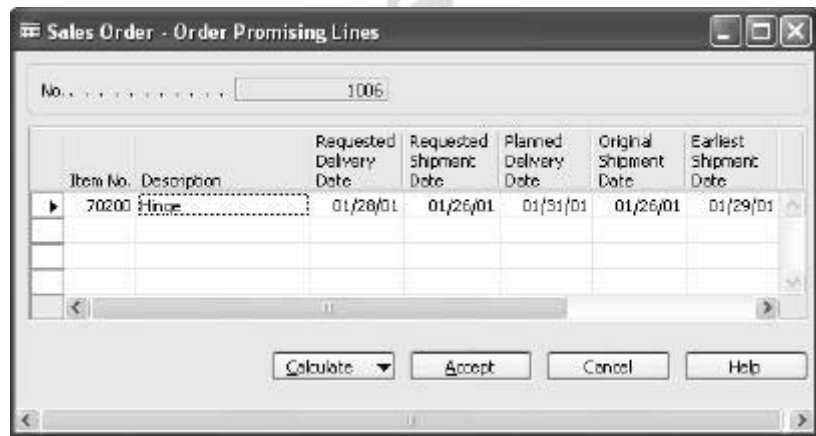 Sales Order - Order Promising Lines
No. . . . . . . . . . . . 1006
Item No. Description Requested Delivery Date Requested Shipment Date Planned Delivery Date Original Shipment Date Earliest Shipment Date
70200 Hinge 01/28/01 01/26/01 01/31/01 01/26/01 01/29/01
Calculate Accept Cancel Help